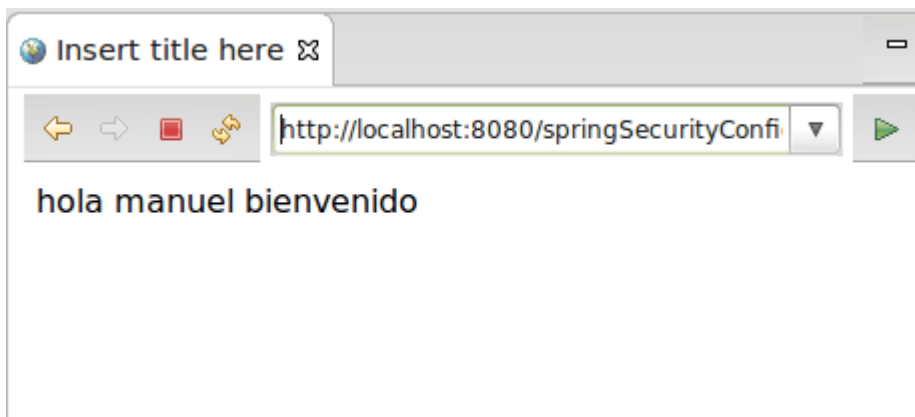 Insert title here
http://localhost:8080/springSecurityConfi
hola manuel bienvenido